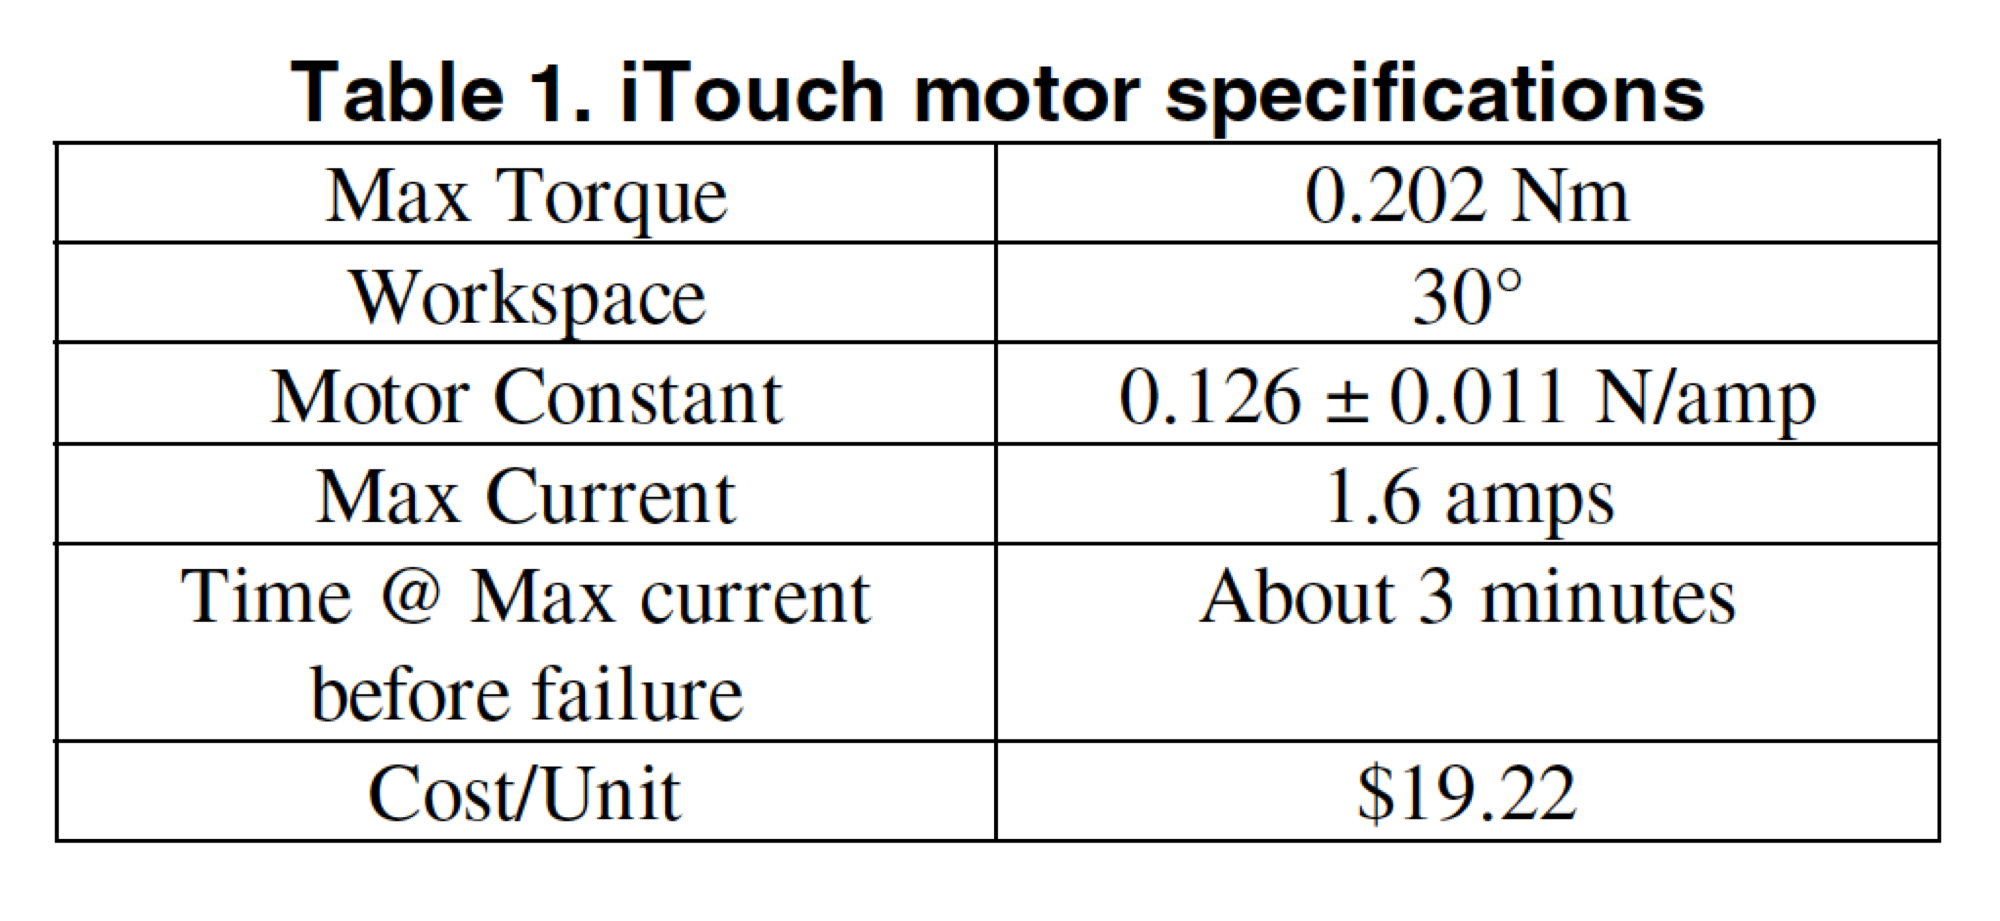 Table 1. iTouch motor specifications
Max Torque 0.202 Nm
Workspace 30°
Motor Constant 0.126 ± 0.011 N/amp
Max Current 1.6 amps
Time @ Max current About 3 minutes
before failure
Cost/Unit $19.22